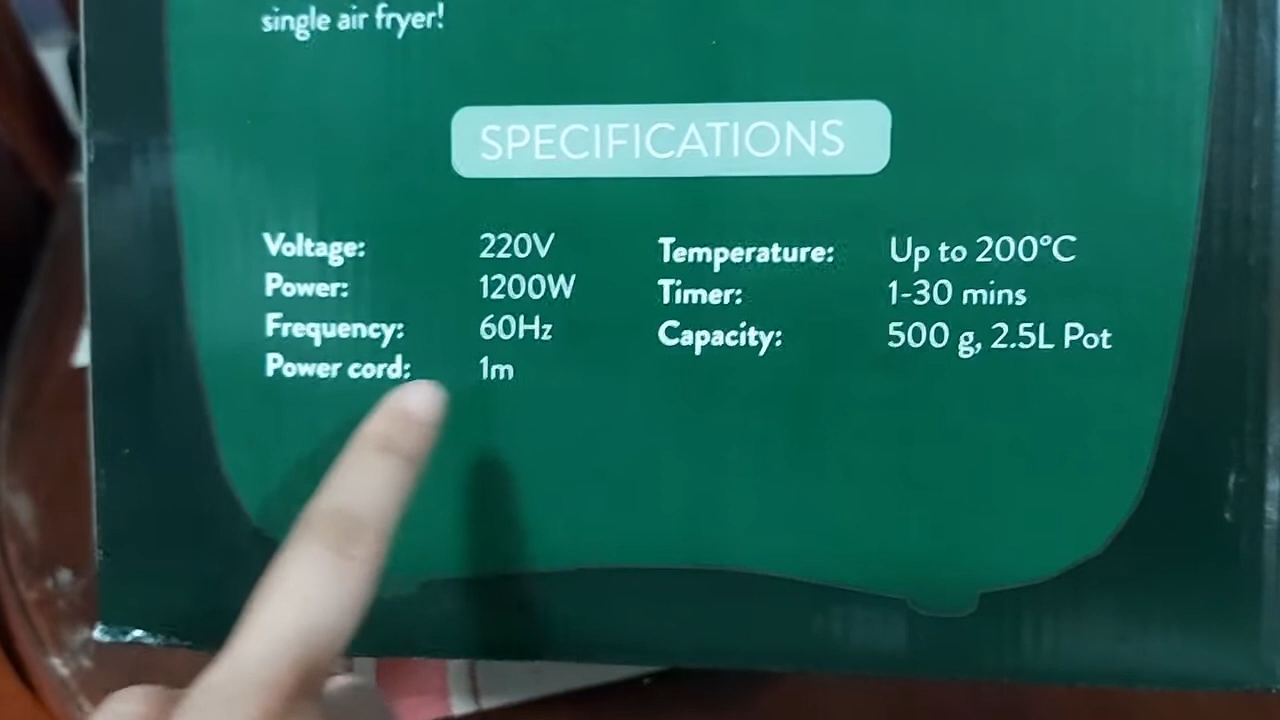 single air fryer!
SPECIFICATIONS
Voltage: 220V
Power: 1200W
Frequency: 60Hz
Power cord: 1m
Temperature: Up to 200°C
Timer: 1-30 mins
Capacity: 500 g, 2.5L Pot